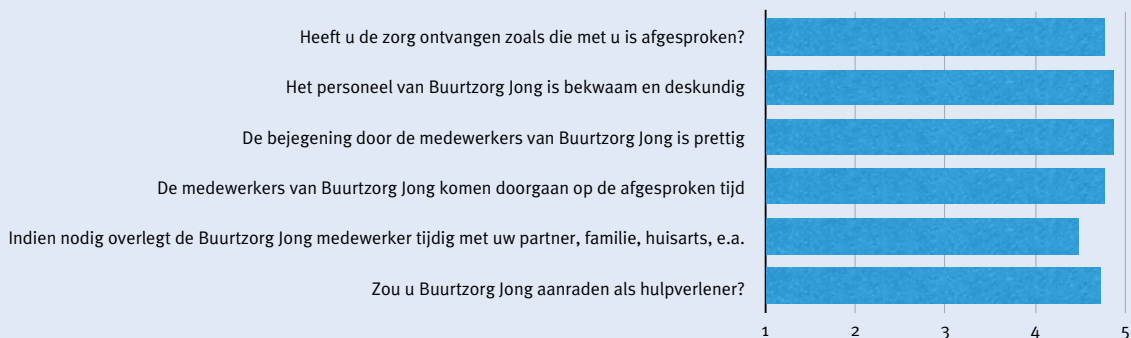 Heeft u de zorg ontvangen zoals die met u is afgesproken?
Het personeel van Buurtzorg Jong is bekwaam en deskundig
De bejegening door de medewerkers van Buurtzorg Jong is prettig
De medewerkers van Buurtzorg Jong komen doorgaan op de afgesproken tijd
Indien nodig overlegt de Buurtzorg Jong medewerker tijdig met uw partner, familie, huisarts, e.a.
Zou u Buurtzorg Jong aanraden als hulpverlener?
1 2 3 4 5